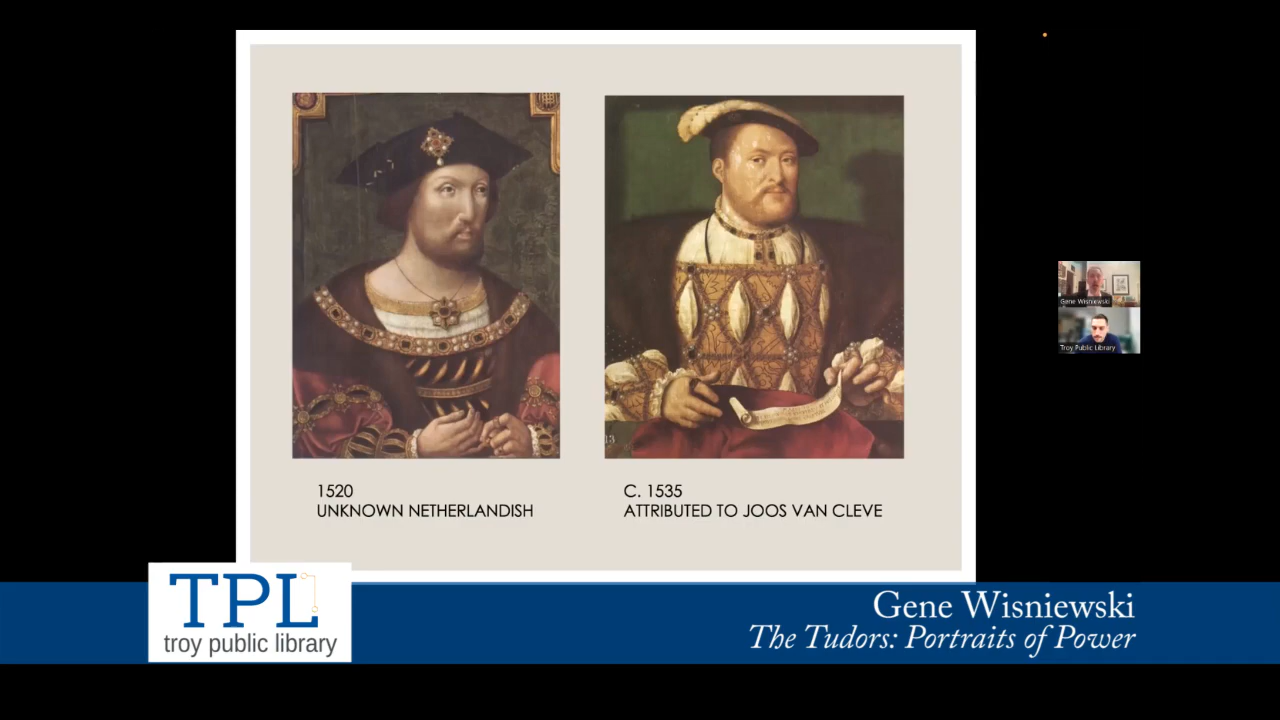 1520
UNKNOWN NETHERLANDISH
C. 1535
ATTRIBUTED TO JOOS VAN CLEVE
Gene Wisniewski
Troy Public Library
TPL
troy public library
Gene Wisniewski
The Tudors: Portraits of Power